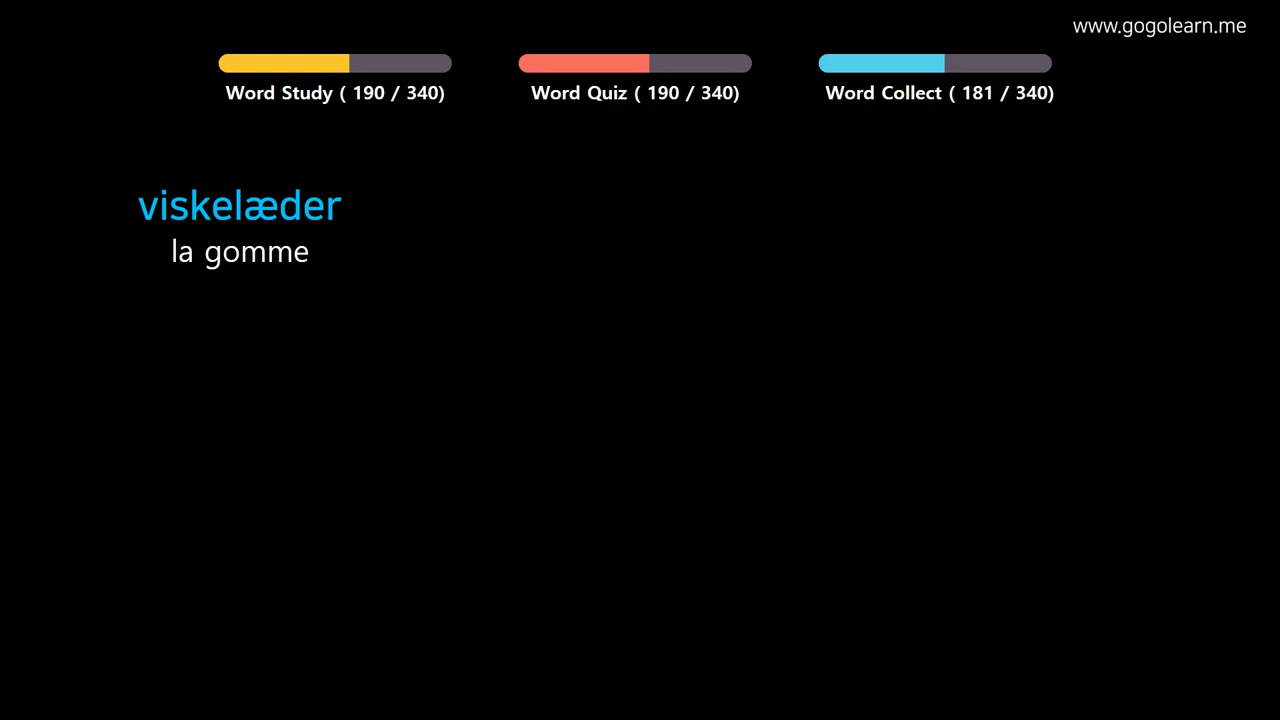 www.gogolearn.me
Word Study ( 190 / 340)
Word Quiz ( 190 / 340)
Word Collect ( 181 / 340)
viskelæder
la gomme